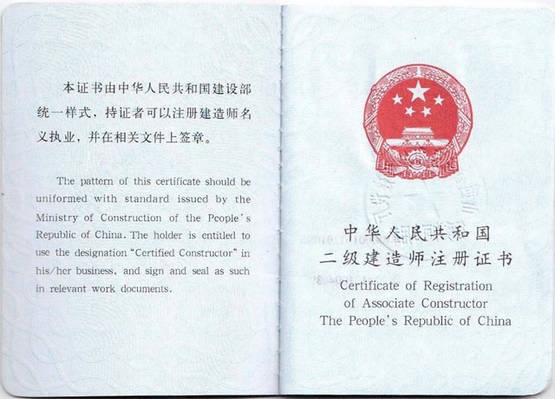 本证书由中华人民共和国建设部
统一样式，持证者可以注册建造师名
义执业，并在相关文件上签章。
The pattern of this certificate should be
uniformed with standard issued by the
Ministry of Construction of the People's
Republic of China. The holder is entitled to
use the designation "Certified Constructor" in
his/her business, and sign and seal as such
in relevant work documents.
中华人民共和国
二级建造师注册证书
Certificate of Registration
of Associate Constructor
The People's Republic of China